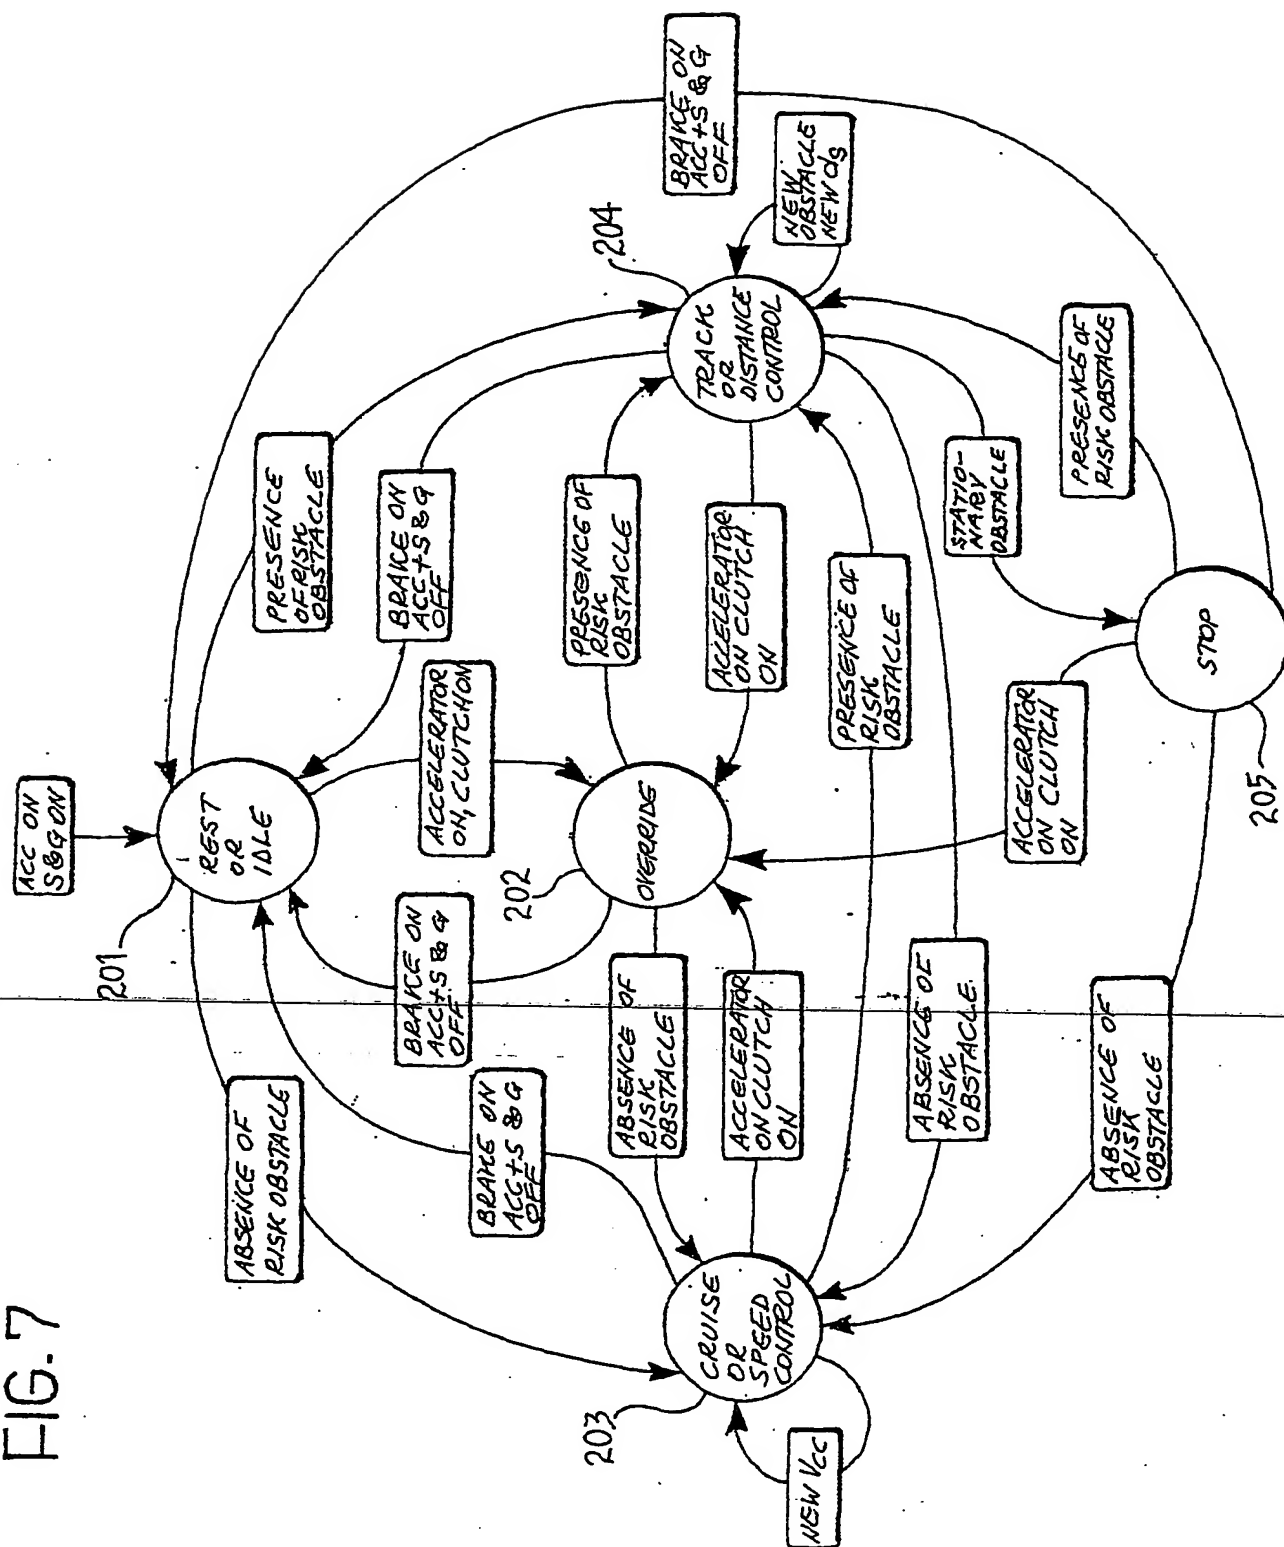 FIG. 7
ACC ON
S&G ON
201
REST
OR
IDLE
ABSENCE OF
RISK OBSTACLE
PRESENCE
OF RISK
OBSTACLE
BRAKE ON
ACC+S&G
OFF
BRAKE ON
ACC+S&G
OFF
BRAKE ON
ACC+S&G
OFF
ACCELERATOR
ON, CLUTCH ON
BRAKE ON
ACC+S&G
OFF
202
OVERRIDE
ABSENCE OF
RISK
OBSTACLE
PRESENCE OF
RISK
OBSTACLE
203
CRUISE
OR
SPEED
CONTROL
204
TRACK
OR
DISTANCE
CONTROL
ACCELERATOR
ON CLUTCH
ON
ACCELERATOR
ON CLUTCH
ON
NEW VCC
NEW
OBSTACLE
NEW dS
PRESENCE OF
RISK
OBSTACLE
ABSENCE OF
RISK
OBSTACLE.
STATIO-
NARY
OBSTACLE
ACCELERATOR
ON CLUTCH
ON
PRESENCE OF
RISK OBSTACLE
ABSENCE OF
RISK
OBSTACLE
STOP
205